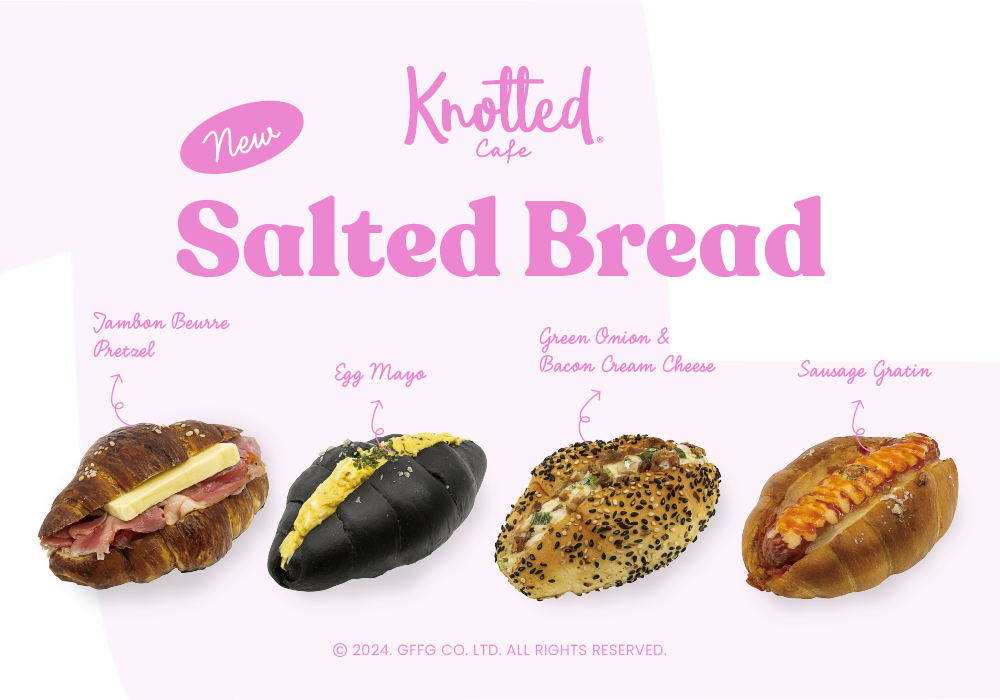 Knotted®
Cafe
New
Salted Bread
Jambon Beurre
Pretzel
Egg Mayo
Green Onion &
Bacon Cream Cheese
Sausage Gratin
© 2024. GFFG CO. LTD. ALL RIGHTS RESERVED.